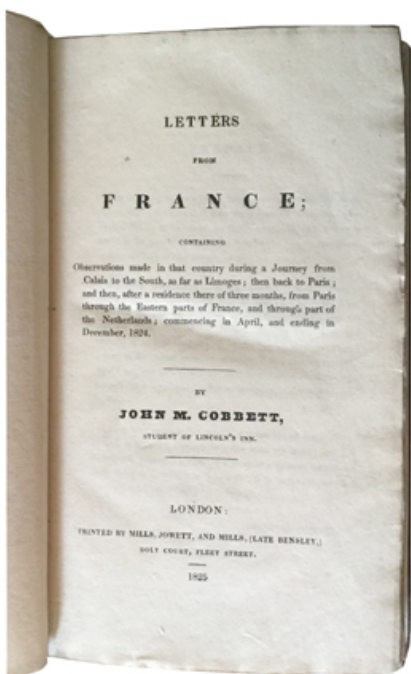 LETTERS
FROM
FRANCE;
CONTAINING
Observations made in that country during a Journey from
Calais to the South, as far as Limoges; then back to Paris;
and then, after a residence there of three months, from Paris
through the Eastern parts of France, and through part of
the Netherlands; commencing in April, and ending in
December, 1824.
BY
JOHN M. COBBETT,
STUDENT OF LINCOLN'S INN.
LONDON:
PRINTED BY MILLS, JOWETT, AND MILLS, (LATE BENSLEY,)
BOLT COURT, FLEET STREET.
1825